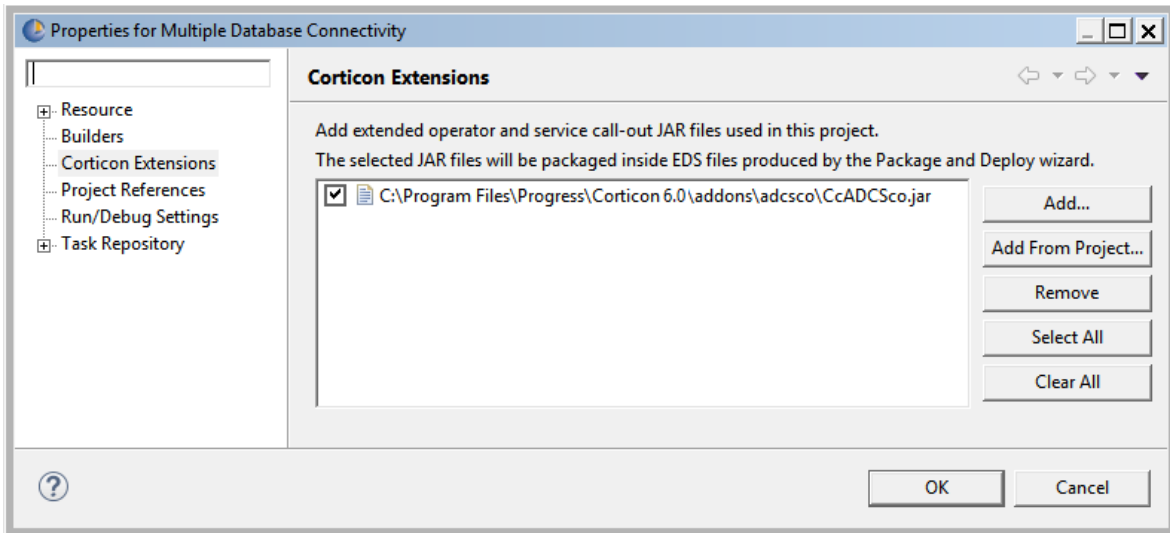 Properties for Multiple Database Connectivity
Corticon Extensions
Resource
Builders
Corticon Extensions
Project References
Run/Debug Settings
Task Repository
Add extended operator and service call-out JAR files used in this project.
The selected JAR files will be packaged inside EDS files produced by the Package and Deploy wizard.
C:\Program Files\Progress\Corticon 6.0\addons\adcsco\CcADCSco.jar
Add...
Add From Project...
Remove
Select All
Clear All
?
OK
Cancel